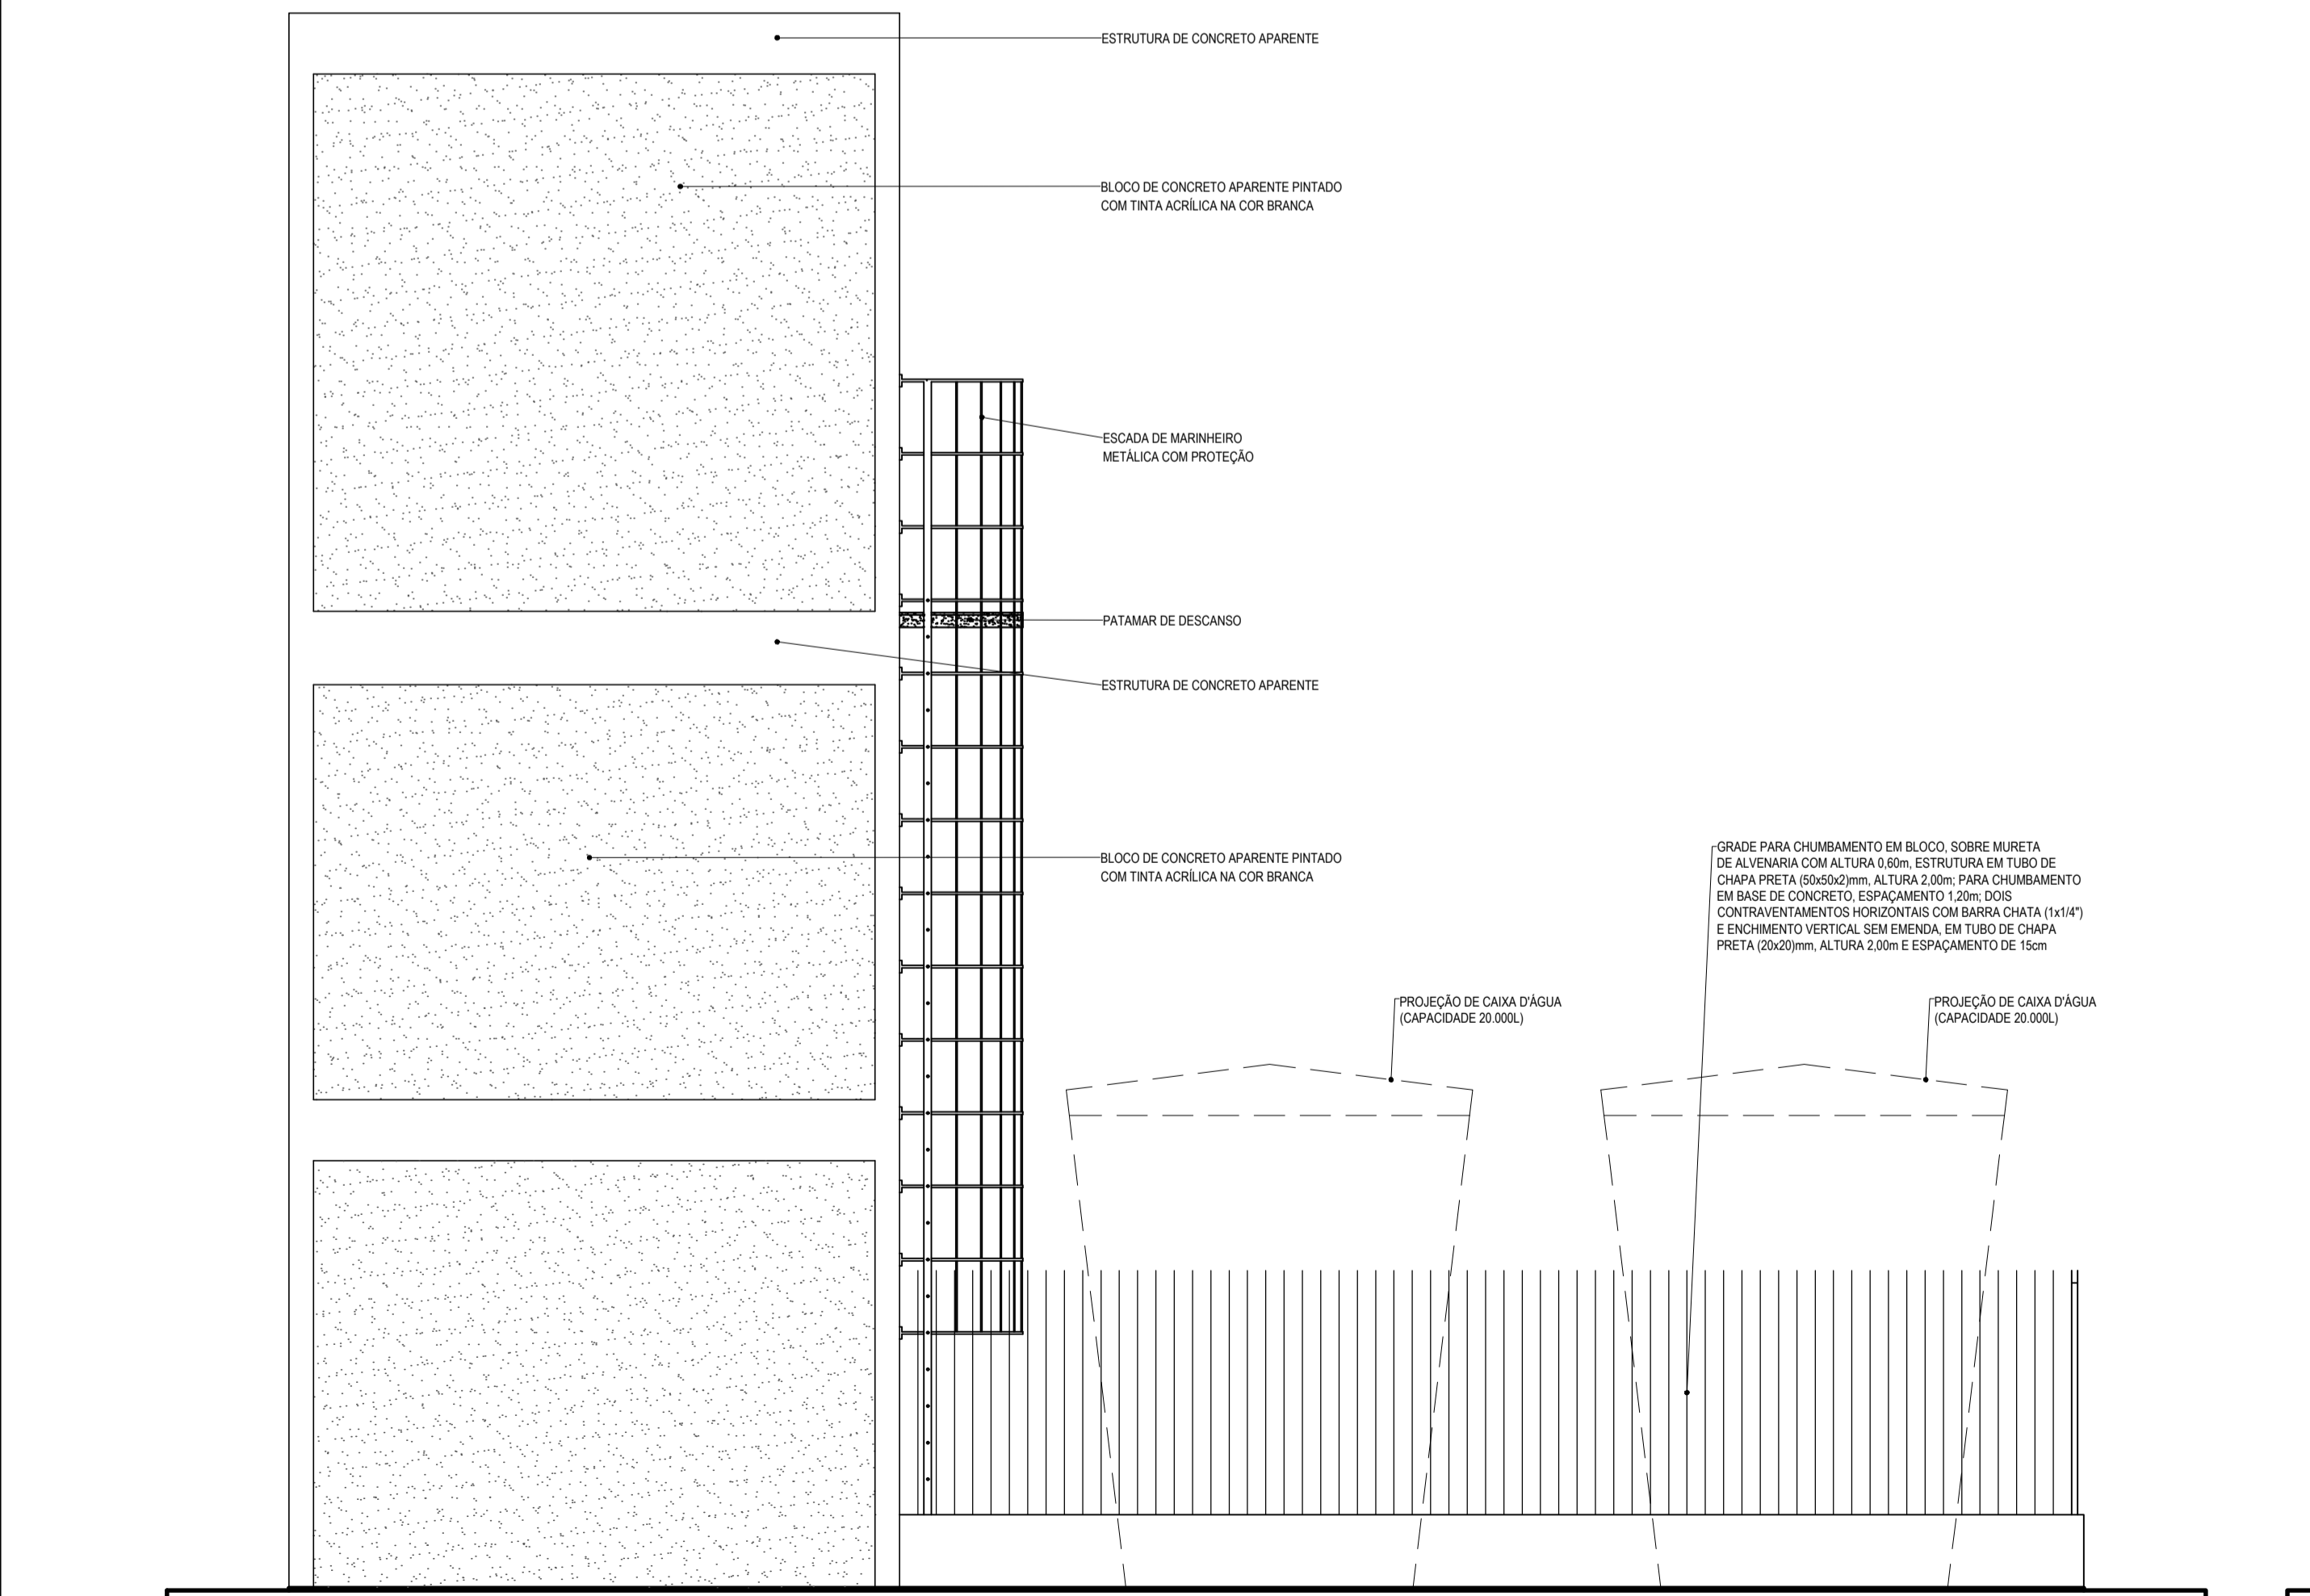 ESTRUTURA DE CONCRETO APARENTE
BLOCO DE CONCRETO APARENTE PINTADO
COM TINTA ACRÍLICA NA COR BRANCA
ESCADA DE MARINHEIRO
METÁLICA COM PROTEÇÃO
PATAMAR DE DESCANSO
ESTRUTURA DE CONCRETO APARENTE
BLOCO DE CONCRETO APARENTE PINTADO
COM TINTA ACRÍLICA NA COR BRANCA
GRADE PARA CHUMBAMENTO EM BLOCO, SOBRE MURETA
DE ALVENARIA COM ALTURA 0,60m, ESTRUTURA EM TUBO DE
CHAPA PRETA (50x50x2)mm, ALTURA 2,00m; PARA CHUMBAMENTO
EM BASE DE CONCRETO, ESPAÇAMENTO 1,20m; DOIS
CONTRAVENTAMENTOS HORIZONTAIS COM BARRA CHATA (1x1/4")
E ENCHIMENTO VERTICAL SEM EMENDA, EM TUBO DE CHAPA
PRETA (20x20)mm, ALTURA 2,00m E ESPAÇAMENTO DE 15cm
PROJEÇÃO DE CAIXA D'ÁGUA
(CAPACIDADE 20.000L)
PROJEÇÃO DE CAIXA D'ÁGUA
(CAPACIDADE 20.000L)